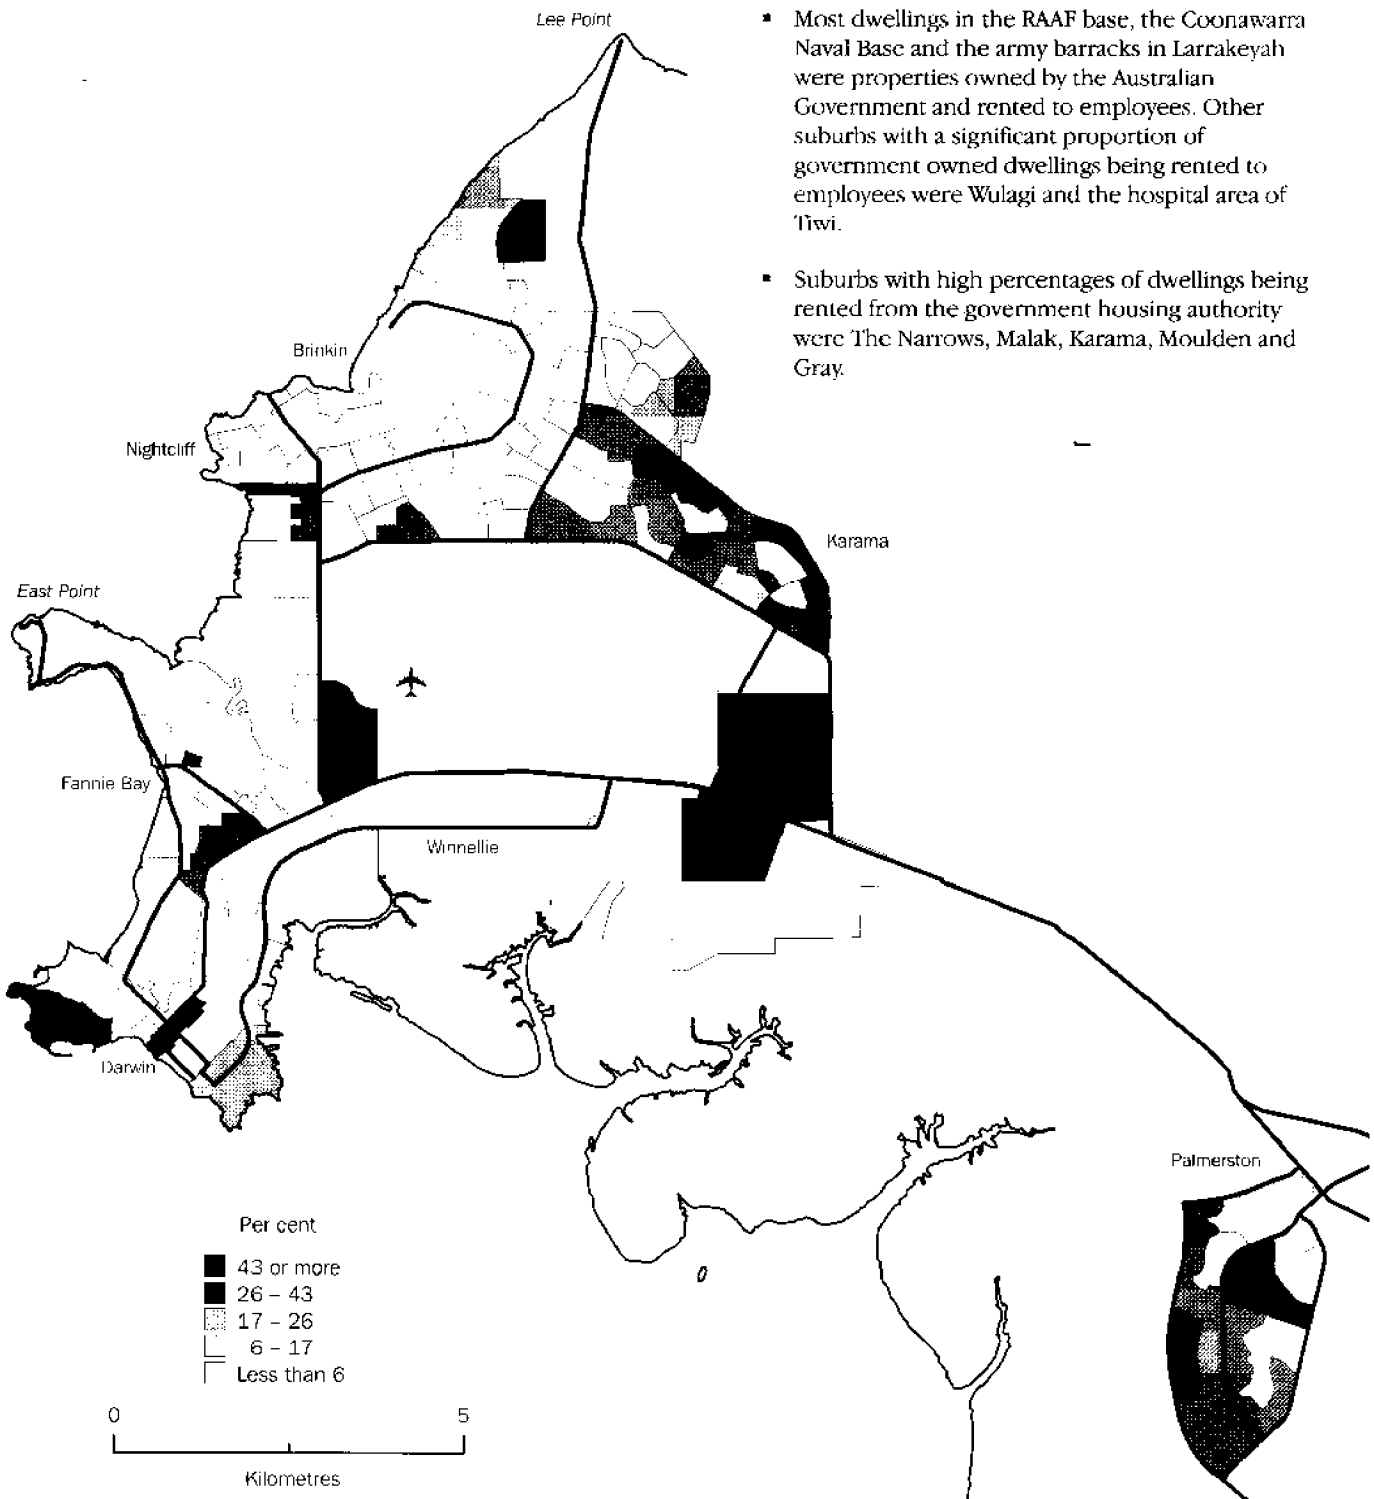 Lee Point
▪ Most dwellings in the RAAF base, the Coonawarra
Naval Base and the army barracks in Larrakeyah
were properties owned by the Australian
Government and rented to employees. Other
suburbs with a significant proportion of
government owned dwellings being rented to
employees were Wulagi and the hospital area of
Tiwi.
▪ Suburbs with high percentages of dwellings being
rented from the government housing authority
were The Narrows, Malak, Karama, Moulden and
Gray.
Brinkin
Nightcliff
Karama
East Point
Fannie Bay
Winnellie
Darwin
Palmerston
Per cent
43 or more
26 – 43
17 – 26
6 – 17
Less than 6
0 5
Kilometres